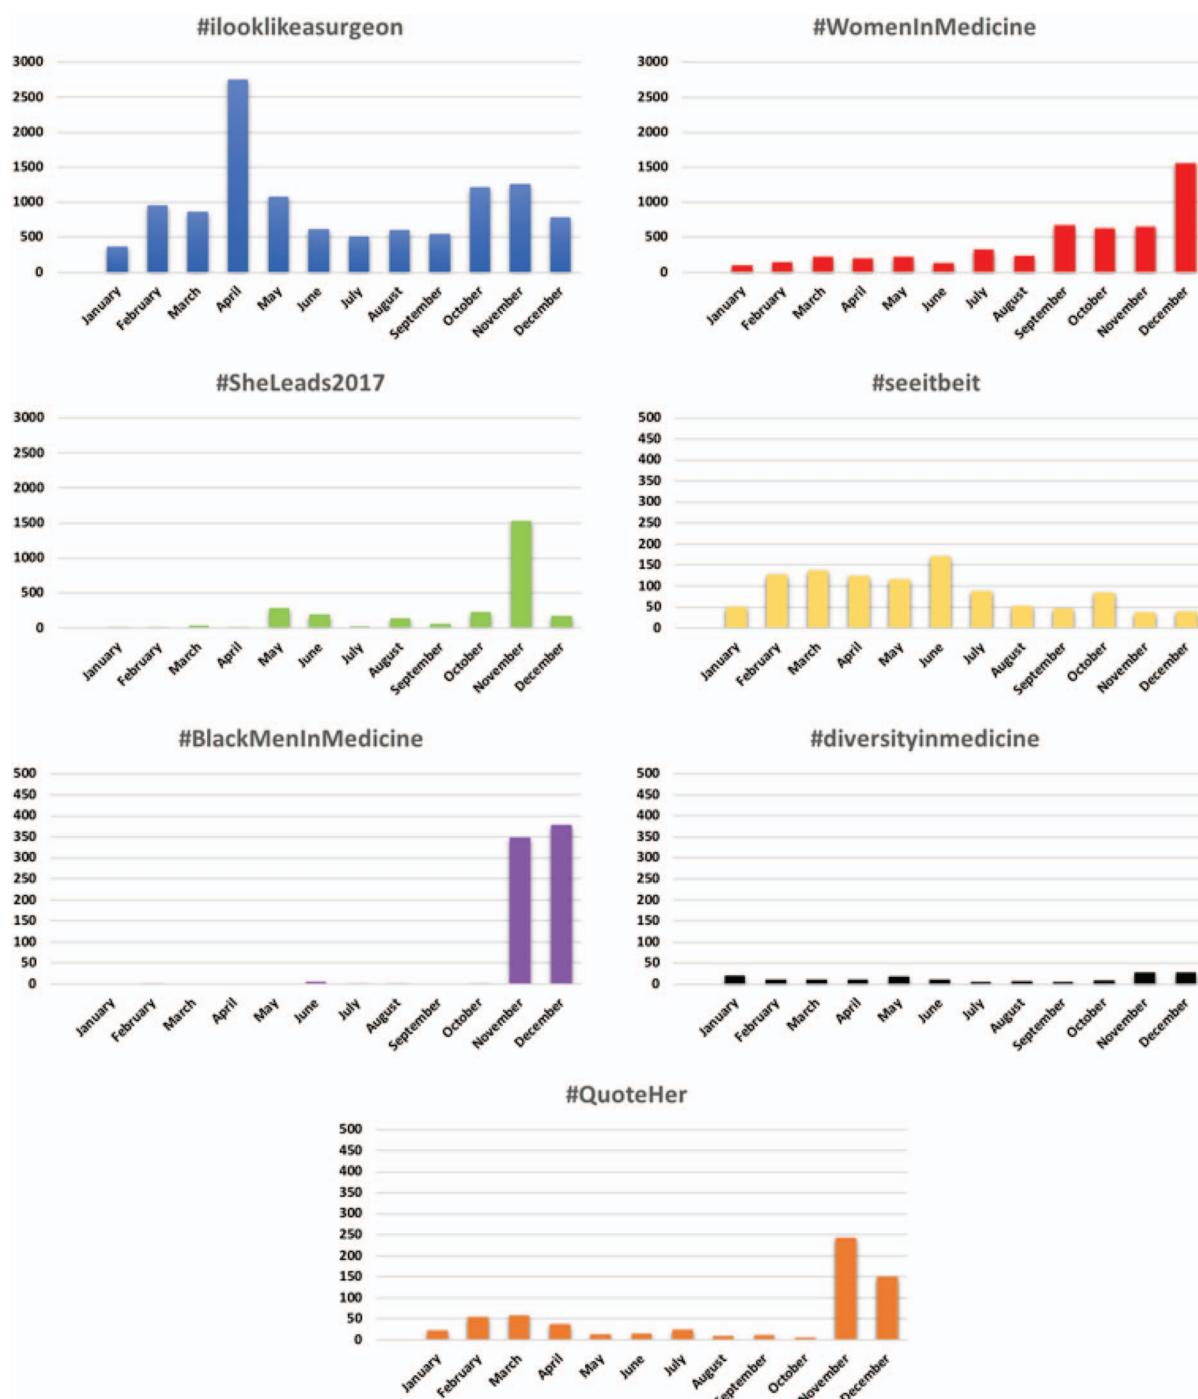 #ilooklikeasurgeon
3000
2500
2000
1500
1000
500
0
January
February
March
April
May
June
July
August
September
October
November
December
#WomenInMedicine
3000
2500
2000
1500
1000
500
0
January
February
March
April
May
June
July
August
September
October
November
December
#SheLeads2017
3000
2500
2000
1500
1000
500
0
January
February
March
April
May
June
July
August
September
October
November
December
#seeitbeit
500
450
400
350
300
250
200
150
100
50
0
January
February
March
April
May
June
July
August
September
October
November
December
#BlackMenInMedicine
500
450
400
350
300
250
200
150
100
50
0
January
February
March
April
May
June
July
August
September
October
November
December
#diversityinmedicine
500
450
400
350
300
250
200
150
100
50
0
January
February
March
April
May
June
July
August
September
October
November
December
#QuoteHer
500
450
400
350
300
250
200
150
100
50
0
January
February
March
April
May
June
July
August
September
October
November
December